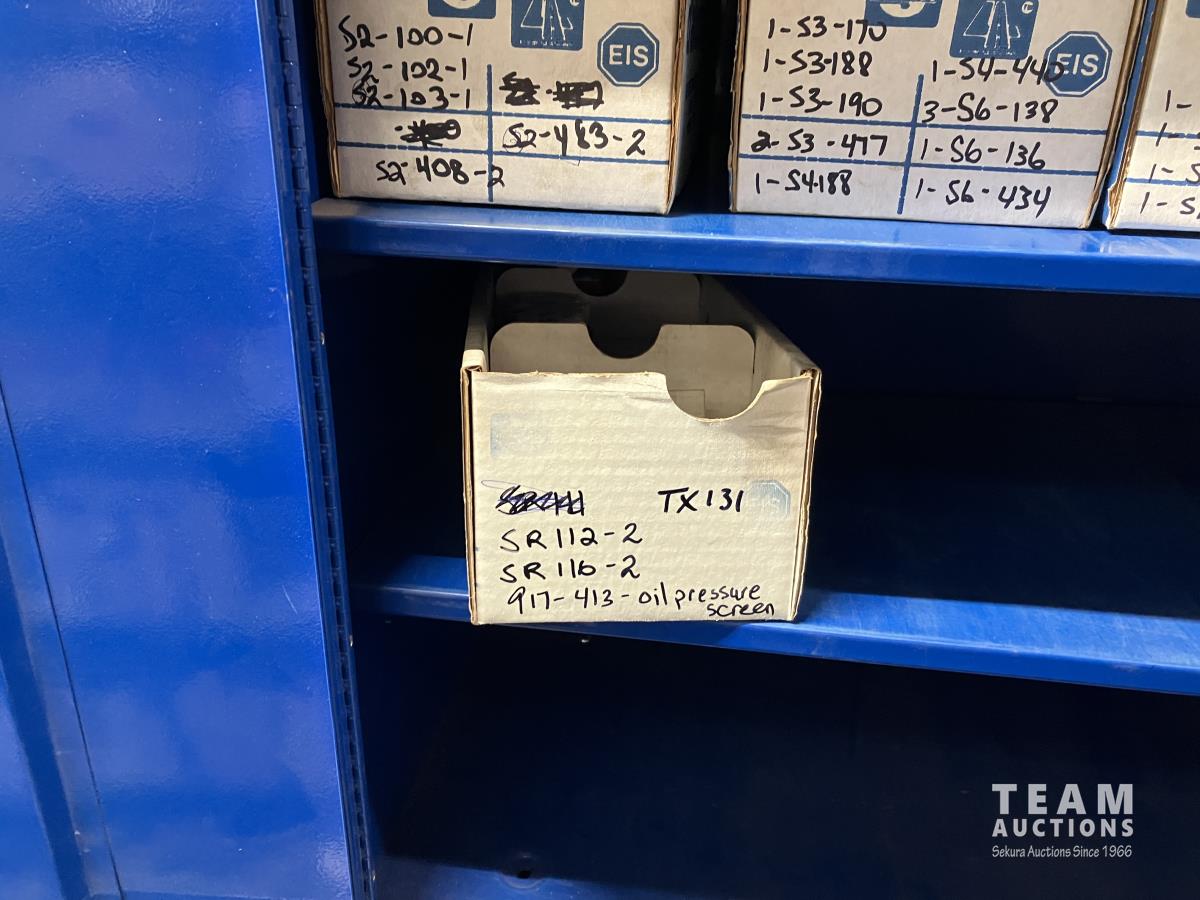 S2-100-1
S2-102-1
S2-103-1
S2-408-2
S2-483-2
EIS
1-S3-170
1-S3-188
1-S3-190
2-S3-477
1-S4-188
1-S4-440
3-S6-138
1-S6-136
1-S6-434
EIS
TX131
SR112-2
SR116-2
917-413-oil pressure
screen
TEAM
AUCTIONS
Sekura Auctions Since 1966